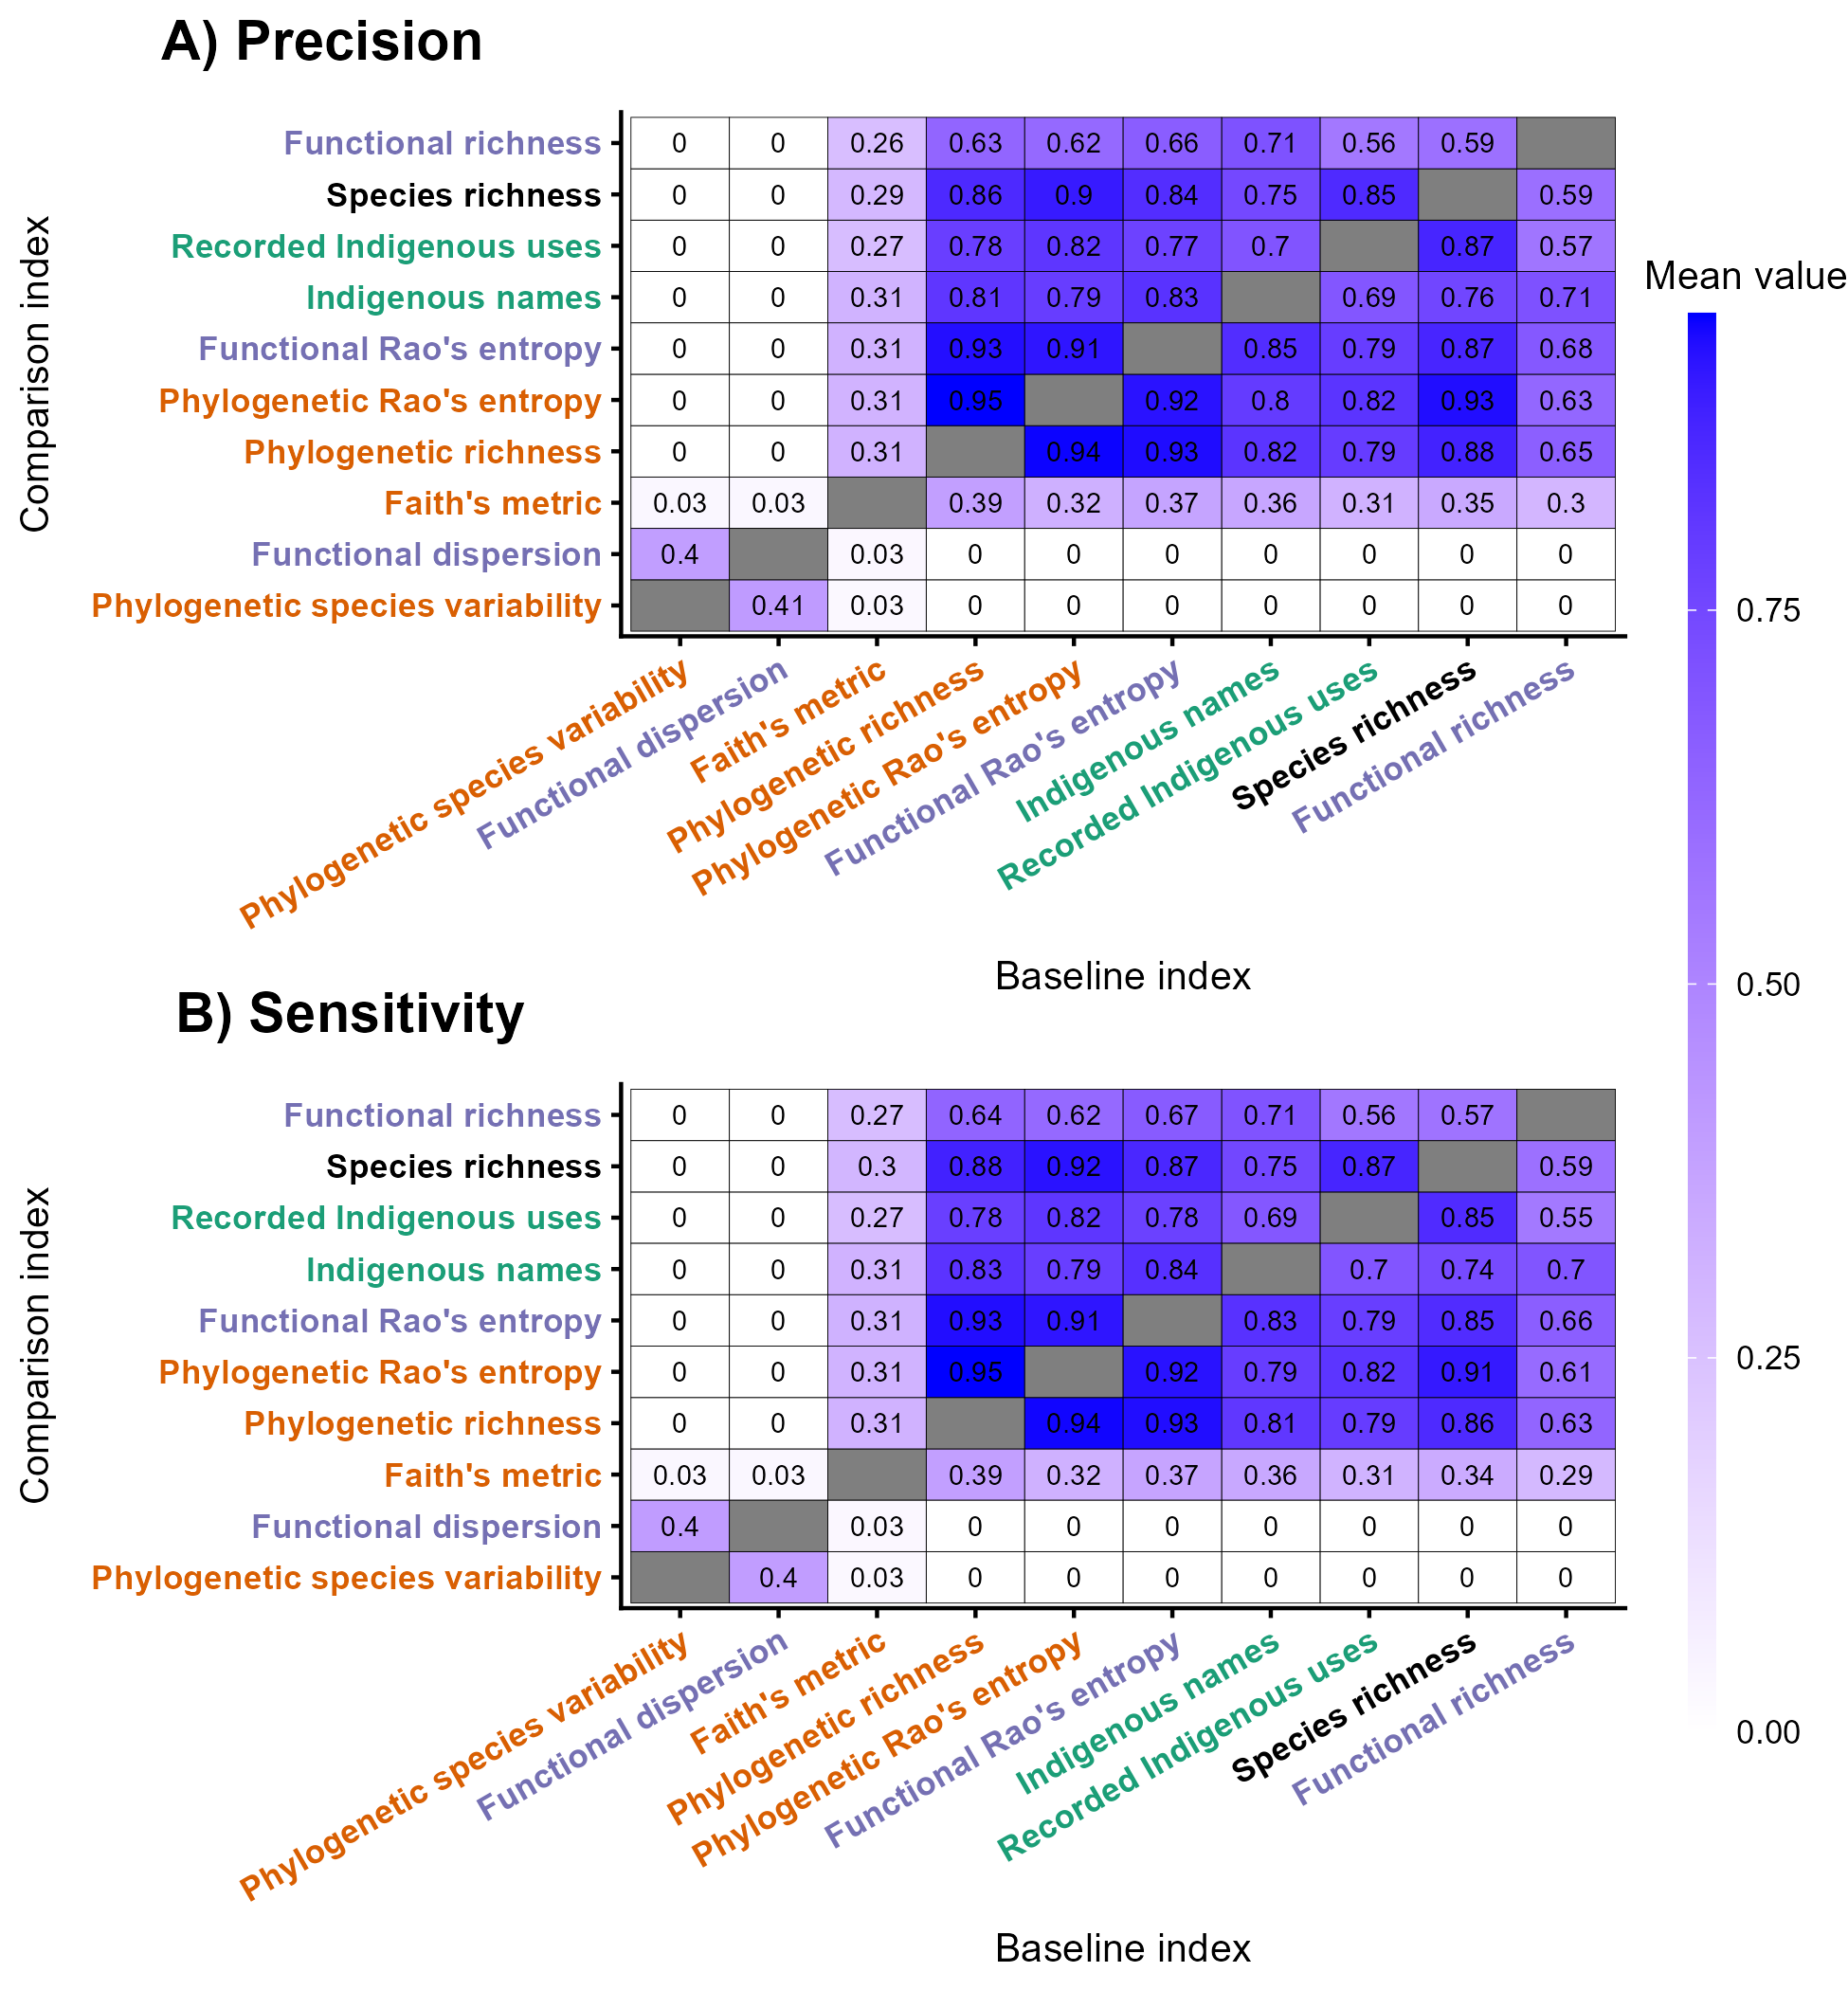 A) Precision
Comparison index
Functional richness 0 0 0.26 0.63 0.62 0.66 0.71 0.56 0.59
Species richness 0 0 0.29 0.86 0.9 0.84 0.75 0.85 0.59
Recorded Indigenous uses 0 0 0.27 0.78 0.82 0.77 0.7 0.87 0.57
Indigenous names 0 0 0.31 0.81 0.79 0.83 0.69 0.76 0.71
Functional Rao's entropy 0 0 0.31 0.93 0.91 0.85 0.79 0.87 0.68
Phylogenetic Rao's entropy 0 0 0.31 0.95 0.92 0.8 0.82 0.93 0.63
Phylogenetic richness 0 0 0.31 0.94 0.93 0.82 0.79 0.88 0.65
Faith's metric 0.03 0.03 0.39 0.32 0.37 0.36 0.31 0.35 0.3
Functional dispersion 0.4 0.03 0 0 0 0 0 0 0
Phylogenetic species variability 0.41 0.03 0 0 0 0 0 0 0
Phylogenetic species variability
Functional dispersion
Faith's metric
Phylogenetic richness
Phylogenetic Rao's entropy
Functional Rao's entropy
Indigenous names
Recorded Indigenous uses
Species richness
Functional richness
Baseline index
Mean value
0.75
0.50
0.25
0.00
B) Sensitivity
Comparison index
Functional richness 0 0 0.27 0.64 0.62 0.67 0.71 0.56 0.57
Species richness 0 0 0.3 0.88 0.92 0.87 0.75 0.87 0.59
Recorded Indigenous uses 0 0 0.27 0.78 0.82 0.78 0.69 0.85 0.55
Indigenous names 0 0 0.31 0.83 0.79 0.84 0.7 0.74 0.7
Functional Rao's entropy 0 0 0.31 0.93 0.91 0.83 0.79 0.85 0.66
Phylogenetic Rao's entropy 0 0 0.31 0.95 0.92 0.79 0.82 0.91 0.61
Phylogenetic richness 0 0 0.31 0.94 0.93 0.81 0.79 0.86 0.63
Faith's metric 0.03 0.03 0.39 0.32 0.37 0.36 0.31 0.34 0.29
Functional dispersion 0.4 0.03 0 0 0 0 0 0 0
Phylogenetic species variability 0.4 0.03 0 0 0 0 0 0 0
Phylogenetic species variability
Functional dispersion
Faith's metric
Phylogenetic richness
Phylogenetic Rao's entropy
Functional Rao's entropy
Indigenous names
Recorded Indigenous uses
Species richness
Functional richness
Baseline index